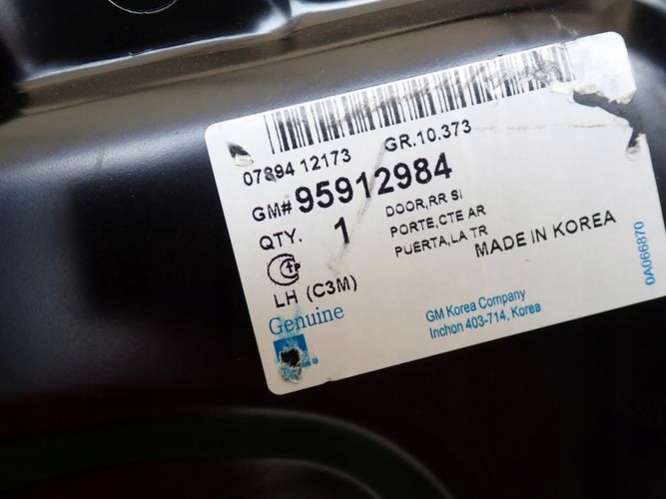 07894 12173 GR.10.373
GM# 95912984
QTY. 1
DOOR,RR SI
PORTE,CTE AR
PUERTA,LA TR
MADE IN KOREA
LH (C3M)
Genuine
GM Korea Company
Inchon 403-714, Korea
0A066870